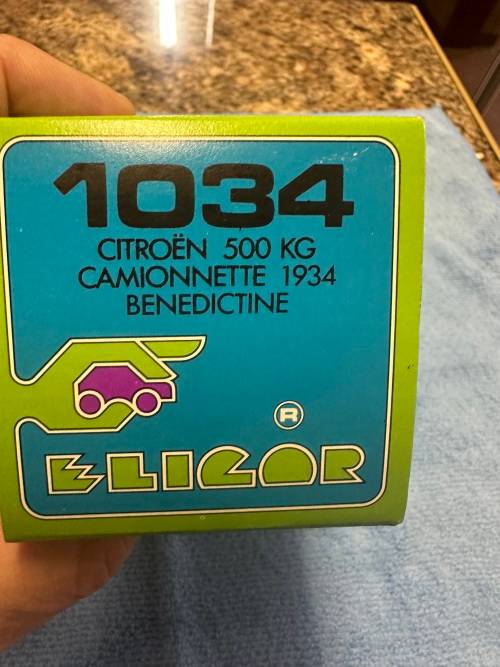 1034
CITROËN 500 KG
CAMIONNETTE 1934
BENEDICTINE
®
ELIGOR